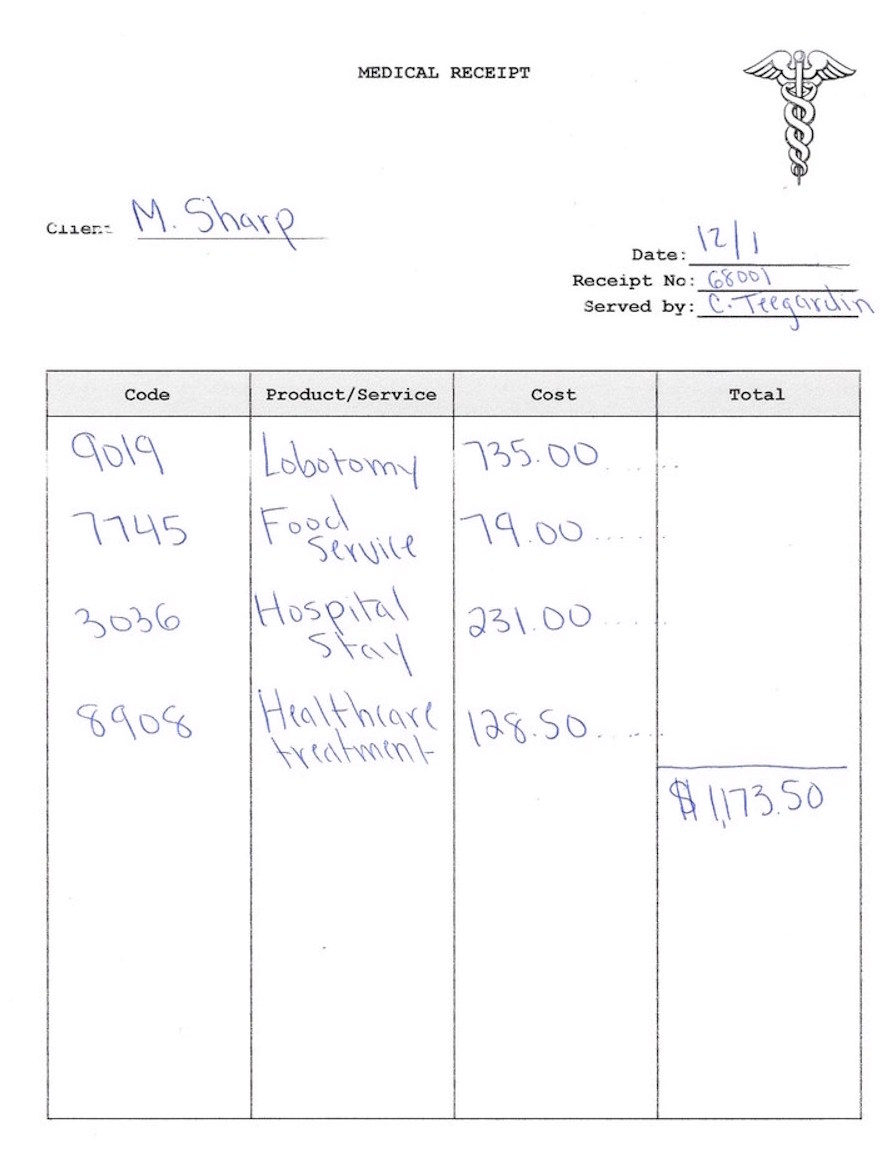 MEDICAL RECEIPT
Client M. Sharp
Date: 12/1
Receipt No: 68001
Served by: C. Teegardin
Code Product/Service Cost Total
9019 Lobotomy 735.00
7745 Food Service 79.00
3036 Hospital Stay 231.00
8908 Healthcare treatment 128.50
$1,173.50